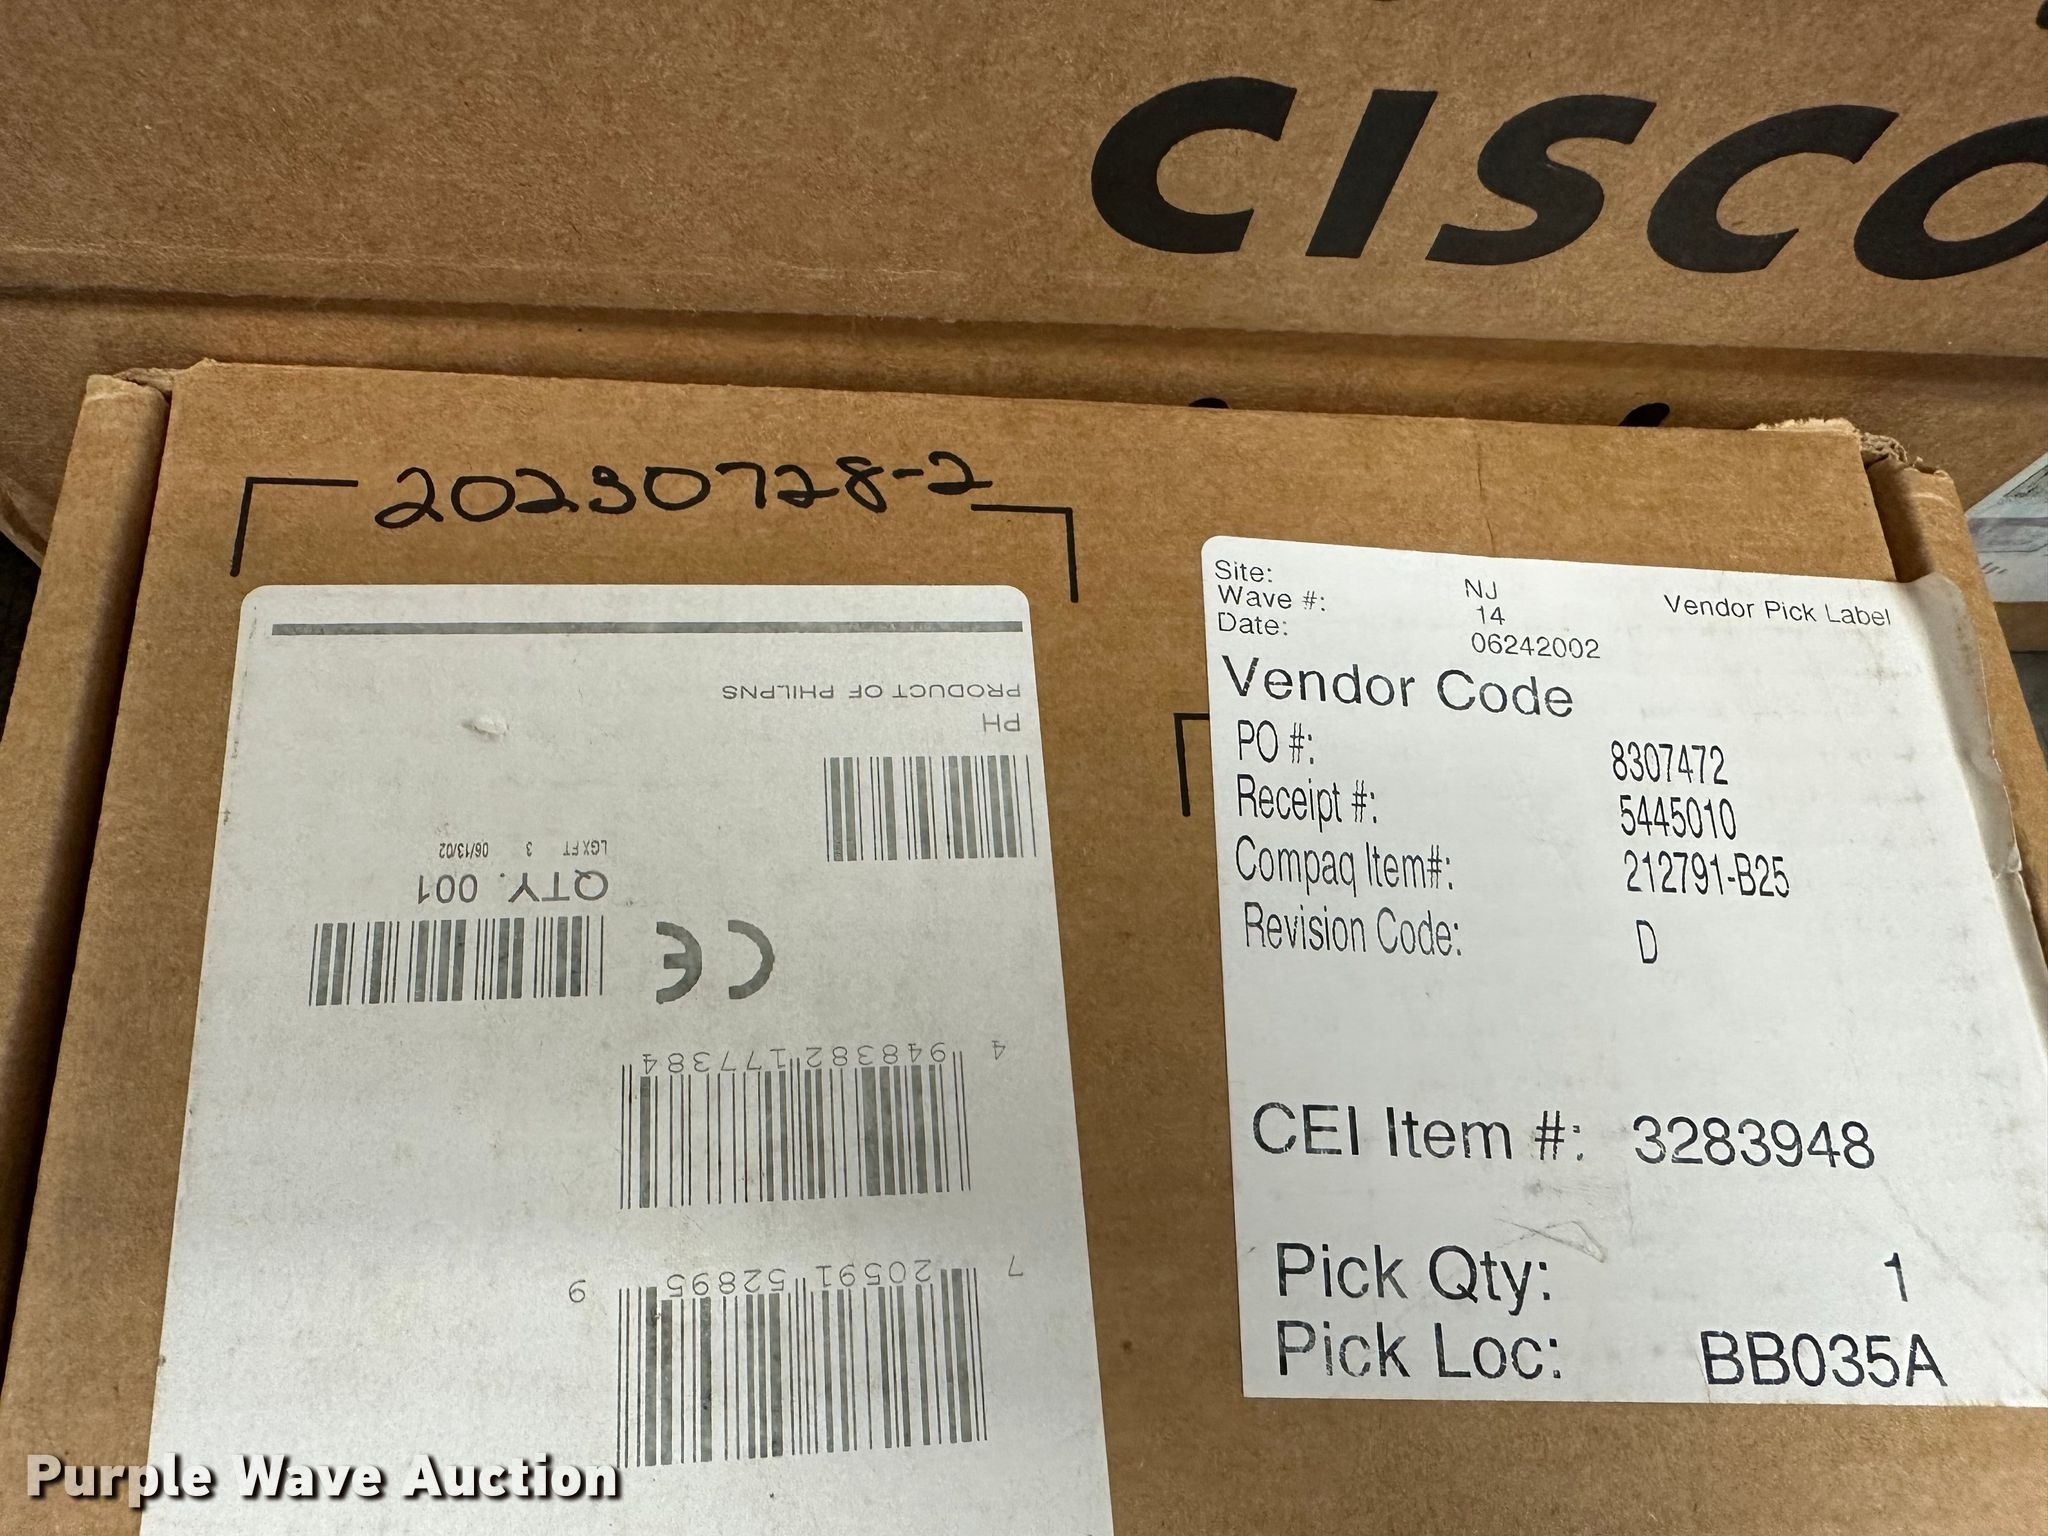 CISCO
20230728-2
Site: NJ Vendor Pick Label
Wave #: 14
Date: 06242002
Vendor Code
PO #: 8307472
Receipt #: 5445010
Compaq Item#: 212791-B25
Revision Code: D
CEI Item #: 3283948
Pick Qty: 1
Pick Loc: BB035A
7 20591 52895 9
4 948382 177384
CE
QTY. 001
LGXFT 3 06/13/02
PH
PRODUCT OF PHILPNS
Purple Wave Auction